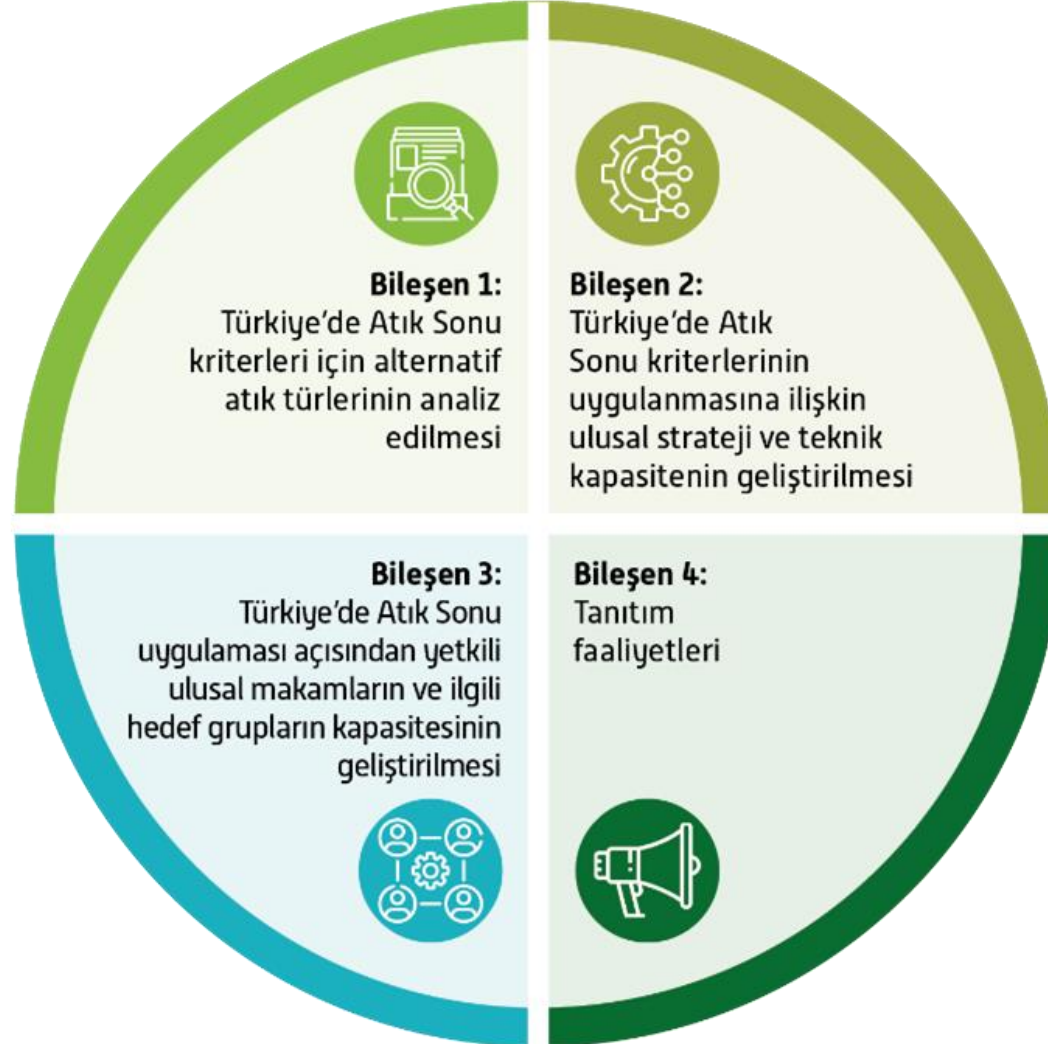 Bileşen 1:
Türkiye'de Atık Sonu
kriterleri için alternatif
atık türlerinin analiz
edilmesi
Bileşen 2:
Türkiye'de Atık
Sonu kriterlerinin
uygulanmasına ilişkin
ulusal strateji ve teknik
kapasitenin geliştirilmesi
Bileşen 3:
Türkiye'de Atık Sonu
uygulaması açısından yetkili
ulusal makamların ve ilgili
hedef grupların kapasitesinin
geliştirilmesi
Bileşen 4:
Tanıtım
faaliyetleri